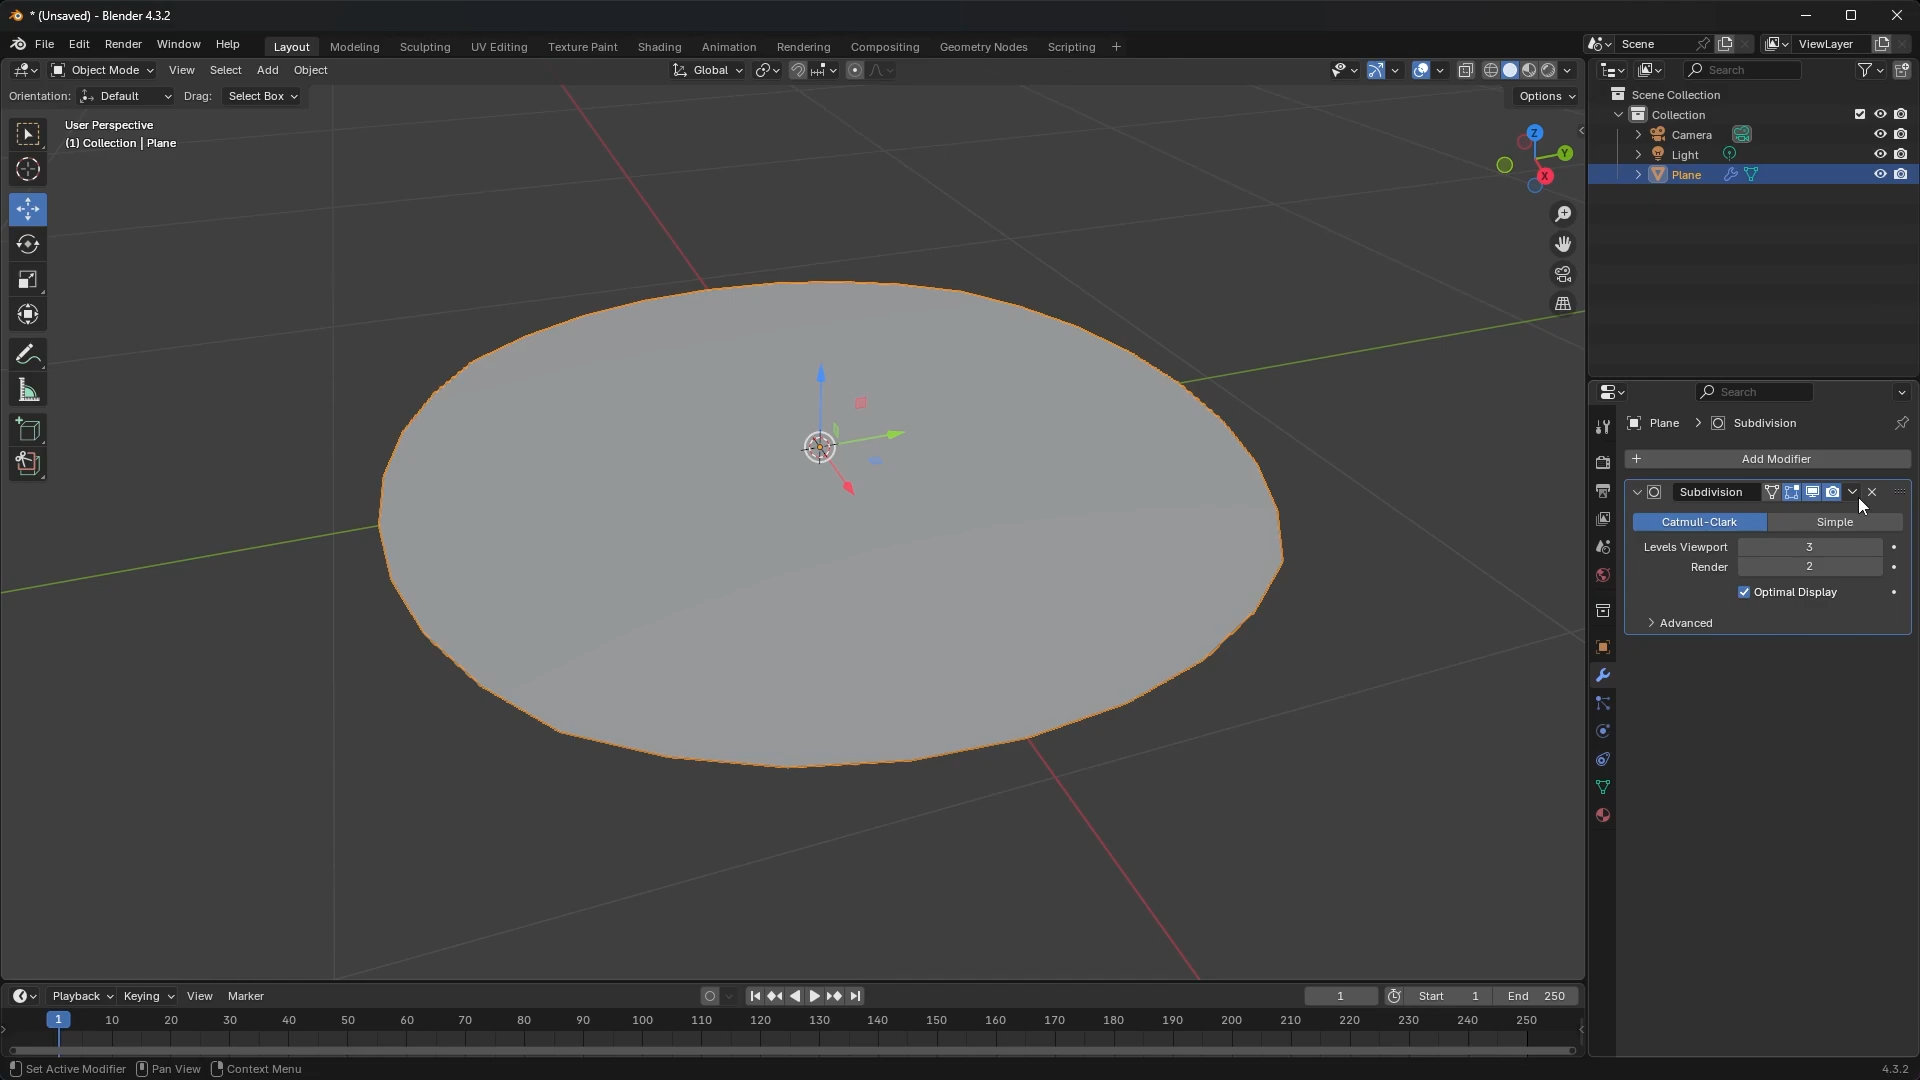 * (Unsaved) - Blender 4.3.2
File Edit Render Window Help
Layout Modeling Sculpting UV Editing Texture Paint Shading Animation Rendering Compositing Geometry Nodes Scripting +
Scene ViewLayer
Object Mode View Select Add Object Global
Search
Orientation: Default Drag: Select Box
Options
User Perspective
(1) Collection | Plane
Z
Y
X
Scene Collection
Collection
Camera
Light
Plane
Search
Plane > Subdivision
+ Add Modifier
Subdivision
Catmull-Clark Simple
Levels Viewport 3
Render 2
Optimal Display
Advanced
Playback Keying View Marker
1 Start 1 End 250
1 10 20 30 40 50 60 70 80 90 100 110 120 130 140 150 160 170 180 190 200 210 220 230 240 250
Set Active Modifier Pan View Context Menu
4.3.2